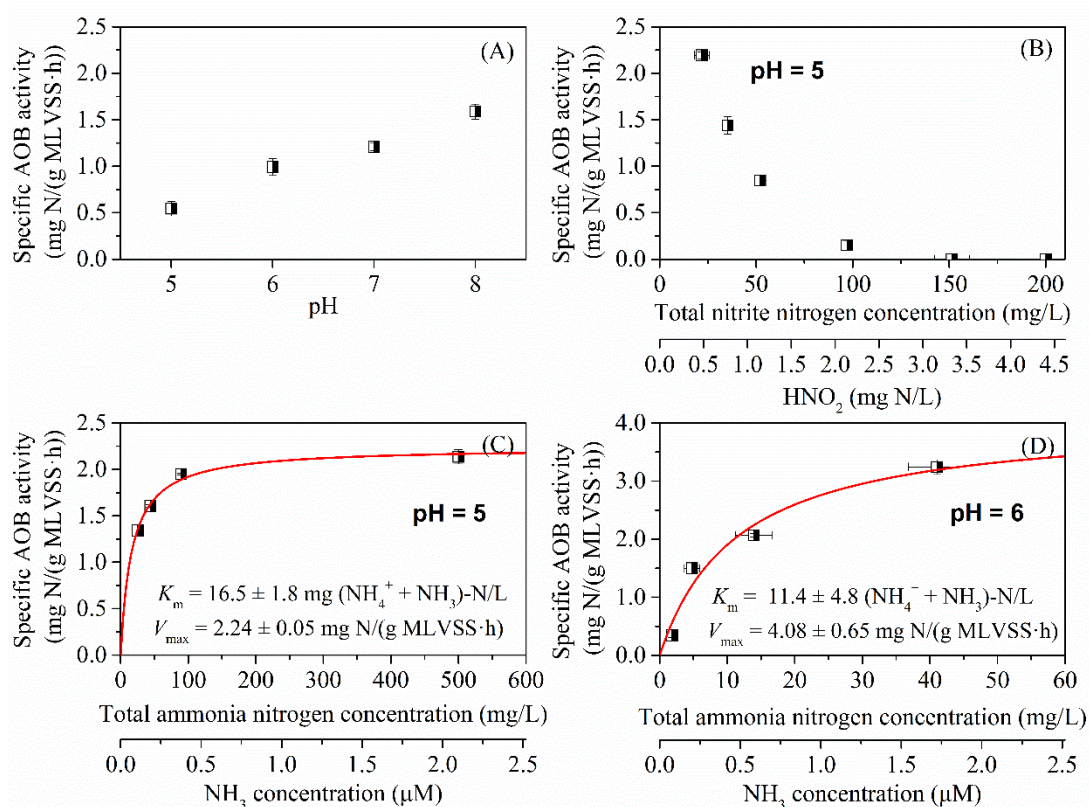 Specific AOB activity
(mg N/(g MLVSS·h))
2.5
2.0
1.5
1.0
0.5
0.0
(A)
5
6
7
8
pH
Specific AOB activity
(mg N/(g MLVSS·h))
2.5
2.0
1.5
1.0
0.5
0.0
(B)
pH = 5
0
50
100
150
200
Total nitrite nitrogen concentration (mg/L)
0.0 0.5 1.0 1.5 2.0 2.5 3.0 3.5 4.0 4.5
HNO₂ (mg N/L)
Specific AOB activity
(mg N/(g MLVSS·h))
2.5
2.0
1.5
1.0
0.5
0.0
(C)
pH = 5
Kₘ = 16.5 ± 1.8 mg (NH₄⁺ + NH₃)-N/L
Vₘₐₓ = 2.24 ± 0.05 mg N/(g MLVSS·h)
0 100 200 300 400 500 600
Total ammonia nitrogen concentration (mg/L)
0.0 0.5 1.0 1.5 2.0 2.5
NH₃ concentration (μM)
Specific AOB activity
(mg N/(g MLVSS·h))
4.0
3.0
2.0
1.0
0.0
(D)
pH = 6
Kₘ = 11.4 ± 4.8 (NH₄⁻ + NH₃)-N/L
Vₘₐₓ = 4.08 ± 0.65 mg N/(g MLVSS·h)
0 10 20 30 40 50 60
Total ammonia nitrogen concentration (mg/L)
0.0 0.5 1.0 1.5 2.0 2.5
NH₃ concentration (μM)